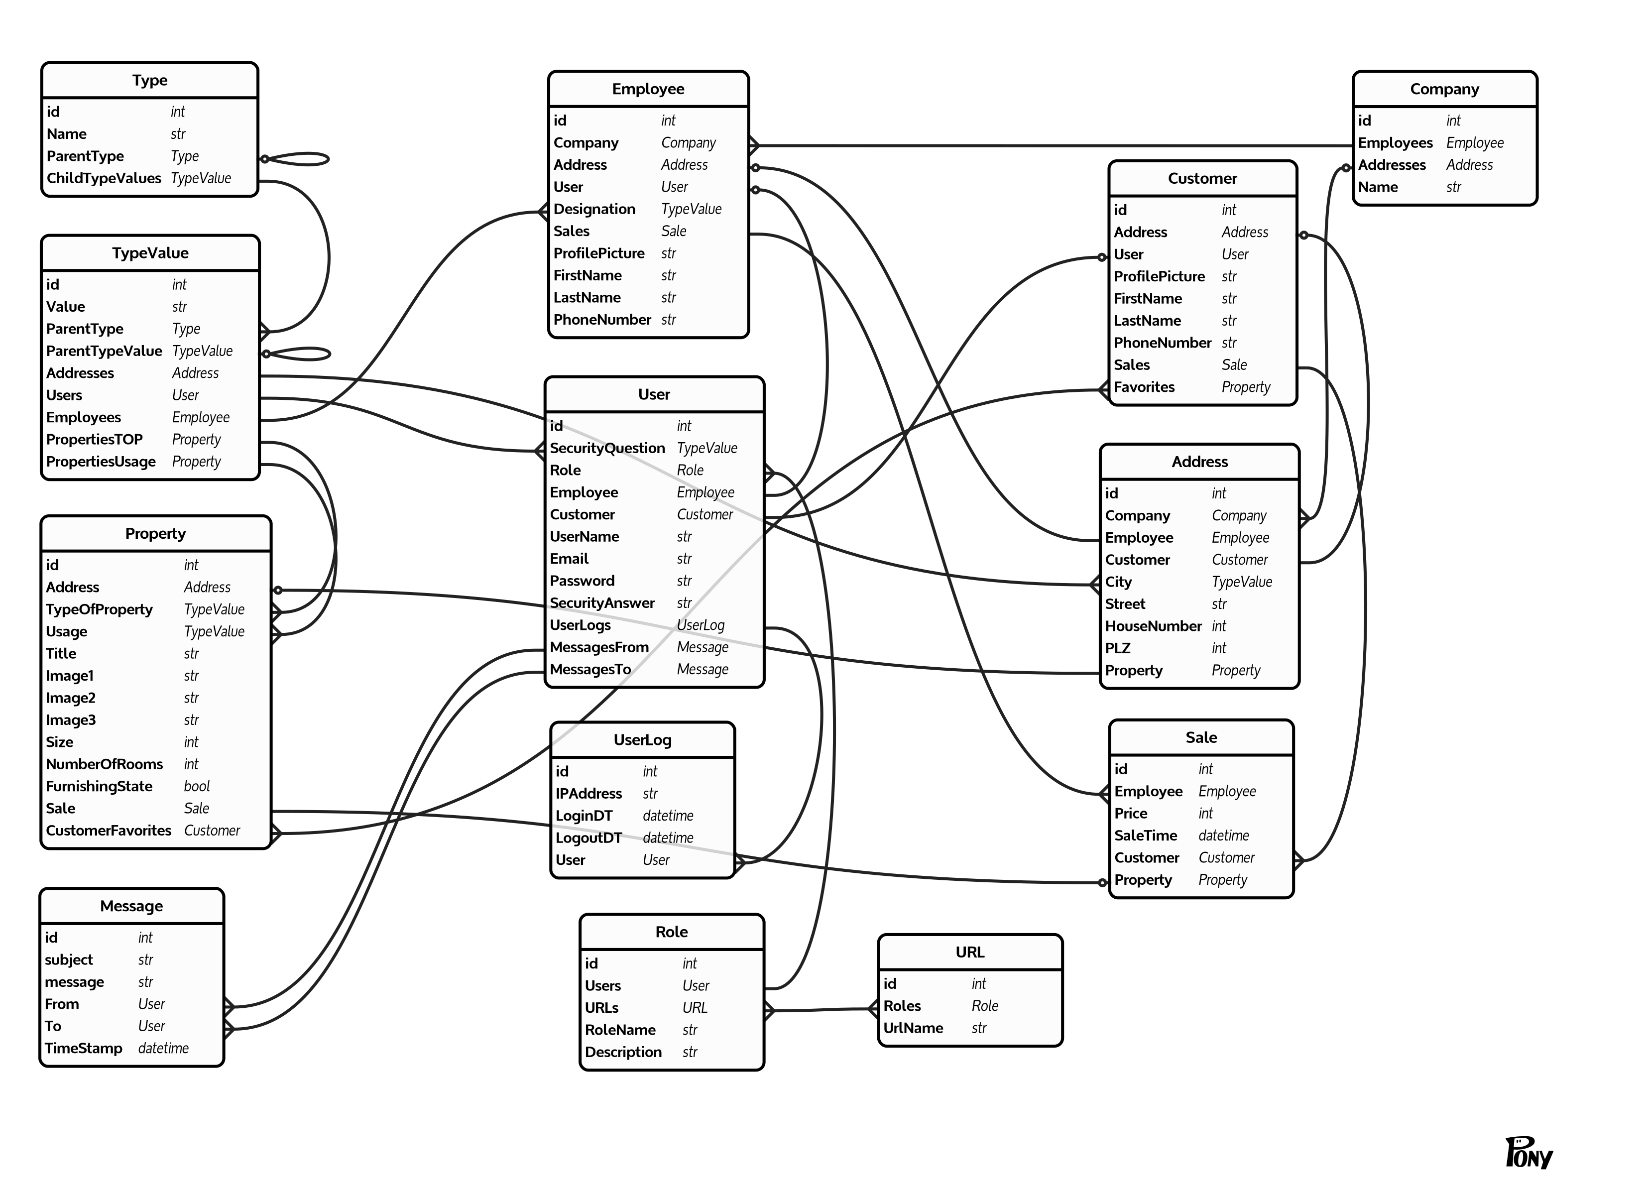 Type
id int
Name str
ParentType Type
ChildTypeValues TypeValue
TypeValue
id int
Value str
ParentType Type
ParentTypeValue TypeValue
Addresses Address
Users User
Employees Employee
PropertiesTOP Property
PropertiesUsage Property
Property
id int
Address Address
TypeOfProperty TypeValue
Usage TypeValue
Title str
Image1 str
Image2 str
Image3 str
Size int
NumberOfRooms int
FurnishingState bool
Sale Sale
CustomerFavorites Customer
Message
id int
subject str
message str
From User
To User
TimeStamp datetime
Employee
id int
Company Company
Address Address
User User
Designation TypeValue
Sales Sale
ProfilePicture str
FirstName str
LastName str
PhoneNumber str
User
id int
SecurityQuestion TypeValue
Role Role
Employee Employee
Customer Customer
UserName str
Email str
Password str
SecurityAnswer str
UserLogs UserLog
MessagesFrom Message
MessagesTo Message
UserLog
id int
IPAddress str
LoginDT datetime
LogoutDT datetime
User User
Role
id int
Users User
URLs URL
RoleName str
Description str
URL
id int
Roles Role
UrlName str
Customer
id int
Address Address
User User
ProfilePicture str
FirstName str
LastName str
PhoneNumber str
Sales Sale
Favorites Property
Address
id int
Company Company
Employee Employee
Customer Customer
City TypeValue
Street str
HouseNumber int
PLZ int
Property Property
Sale
id int
Employee Employee
Price int
SaleTime datetime
Customer Customer
Property Property
Company
id int
Employees Employee
Addresses Address
Name str
PONY